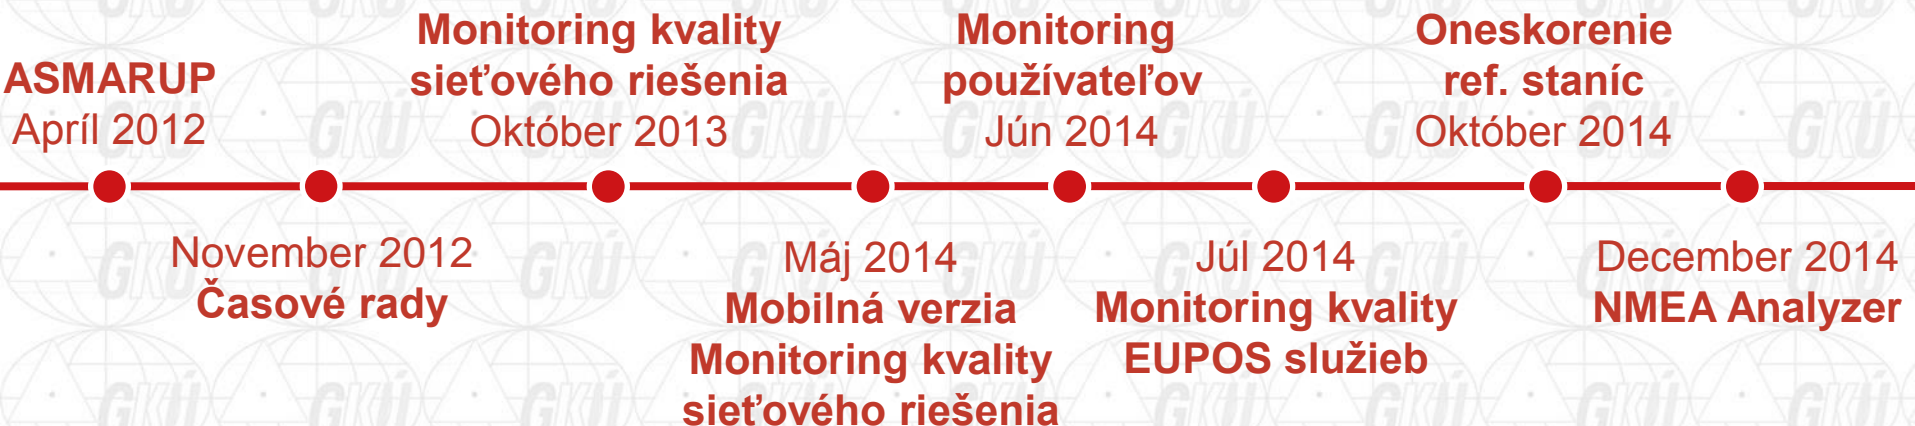 ASMARUP
Apríl 2012
November 2012
Časové rady
Monitoring kvality
sieťového riešenia
Október 2013
Máj 2014
Mobilná verzia
Monitoring kvality
sieťového riešenia
Monitoring
používateľov
Jún 2014
Júl 2014
Monitoring kvality
EUPOS služieb
Oneskorenie
ref. staníc
Október 2014
December 2014
NMEA Analyzer
GKÚ